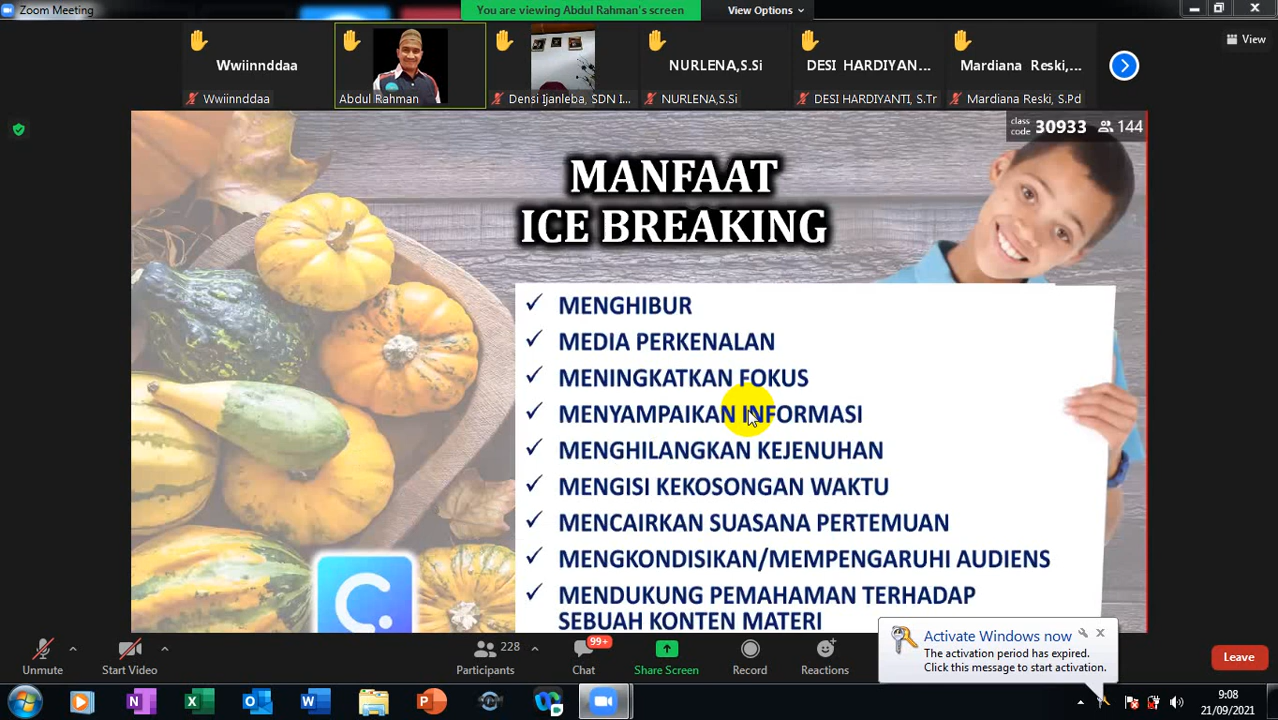 Zoom Meeting
You are viewing Abdul Rahman's screen
View Options
View
Wwiinnddaa
NURLENA,S.Si
DESI HARDIYAN...
Mardiana Reski,...
Wwiinnddaa
Abdul Rahman
Densi Ijanleba, SDN I...
NURLENA,S.Si
DESI HARDIYANTI, S.Tr
Mardiana Reski, S.Pd
class code 30933 144
MANFAAT
ICE BREAKING
MENGHIBUR
MEDIA PERKENALAN
MENINGKATKAN FOKUS
MENYAMPAIKAN INFORMASI
MENGHILANGKAN KEJENUHAN
MENGISI KEKOSONGAN WAKTU
MENCAIRKAN SUASANA PERTEMUAN
MENGKONDISIKAN/MEMPENGARUHI AUDIENS
MENDUKUNG PEMAHAMAN TERHADAP
SEBUAH KONTEN MATERI
Activate Windows now
The activation period has expired.
Click this message to start activation.
228
99+
Unmute
Start Video
Participants
Chat
Share Screen
Record
Reactions
Leave
9:08
21/09/2021